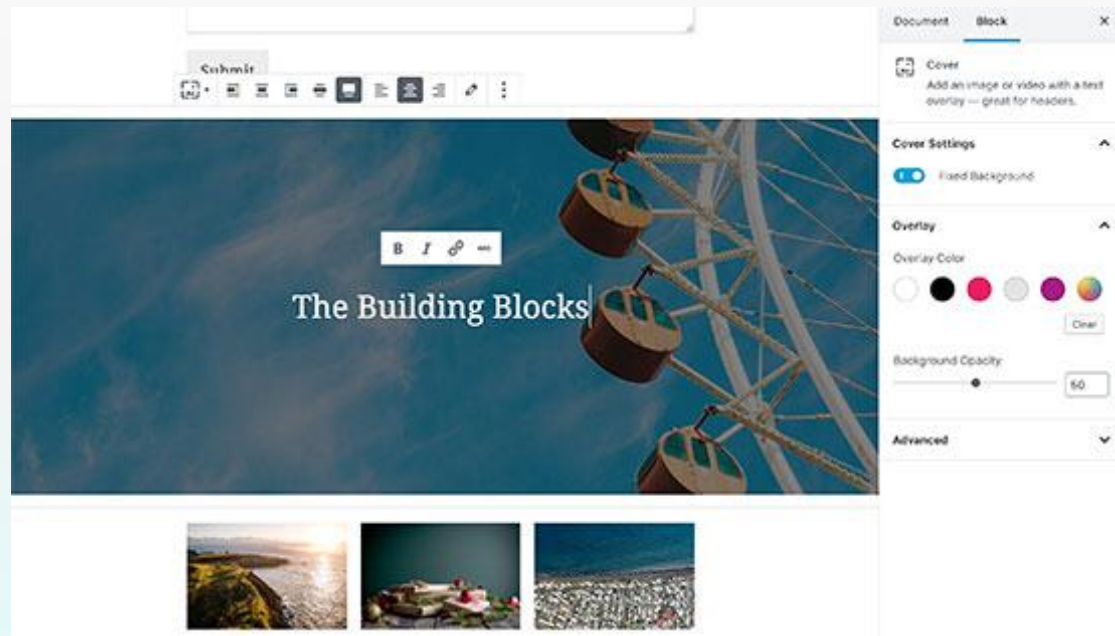 Submit
B I
The Building Blocks
Document Block
Cover
Add an image or video with a text
overlay — great for headers.
Cover Settings
Fixed Background
Overlay
Overlay Color
Clear
Background Opacity
50
Advanced